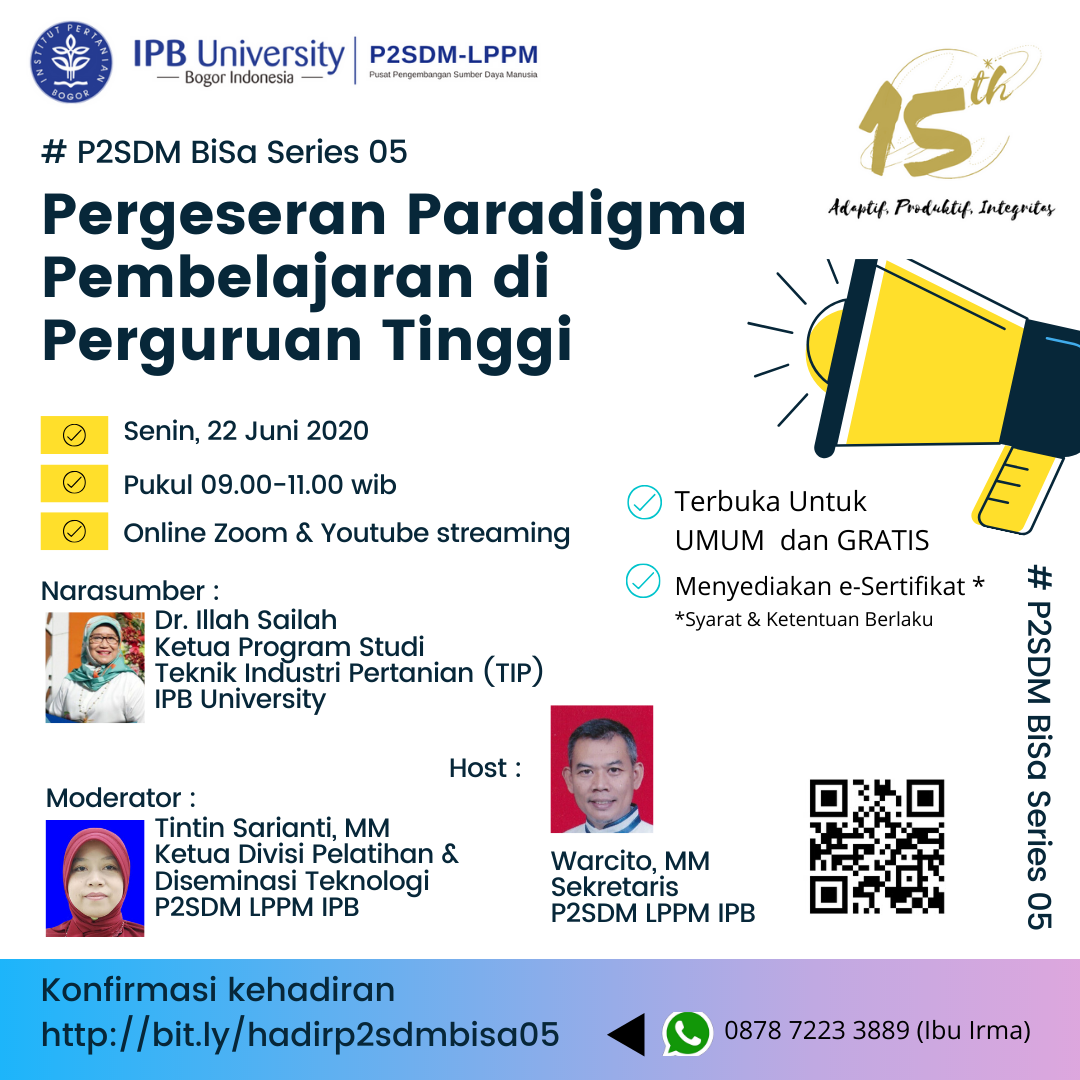 INSTITUT PERTANIAN
BOGOR
IPB University
Bogor Indonesia
P2SDM-LPPM
Pusat Pengembangan Sumber Daya Manusia
15th
Adaptif, Produktif, Integritas
# P2SDM BiSa Series 05
Pergeseran Paradigma
Pembelajaran di
Perguruan Tinggi
Senin, 22 Juni 2020
Pukul 09.00-11.00 wib
Online Zoom & Youtube streaming
Terbuka Untuk
UMUM  dan GRATIS
Menyediakan e-Sertifikat *
*Syarat & Ketentuan Berlaku
Narasumber :
Dr. Illah Sailah
Ketua Program Studi
Teknik Industri Pertanian (TIP)
IPB University
Host :
Warcito, MM
Sekretaris
P2SDM LPPM IPB
Moderator :
Tintin Sarianti, MM
Ketua Divisi Pelatihan &
Diseminasi Teknologi
P2SDM LPPM IPB
# P2SDM BiSa Series 05
Konfirmasi kehadiran
http://bit.ly/hadirp2sdmbisa05
0878 7223 3889 (Ibu Irma)